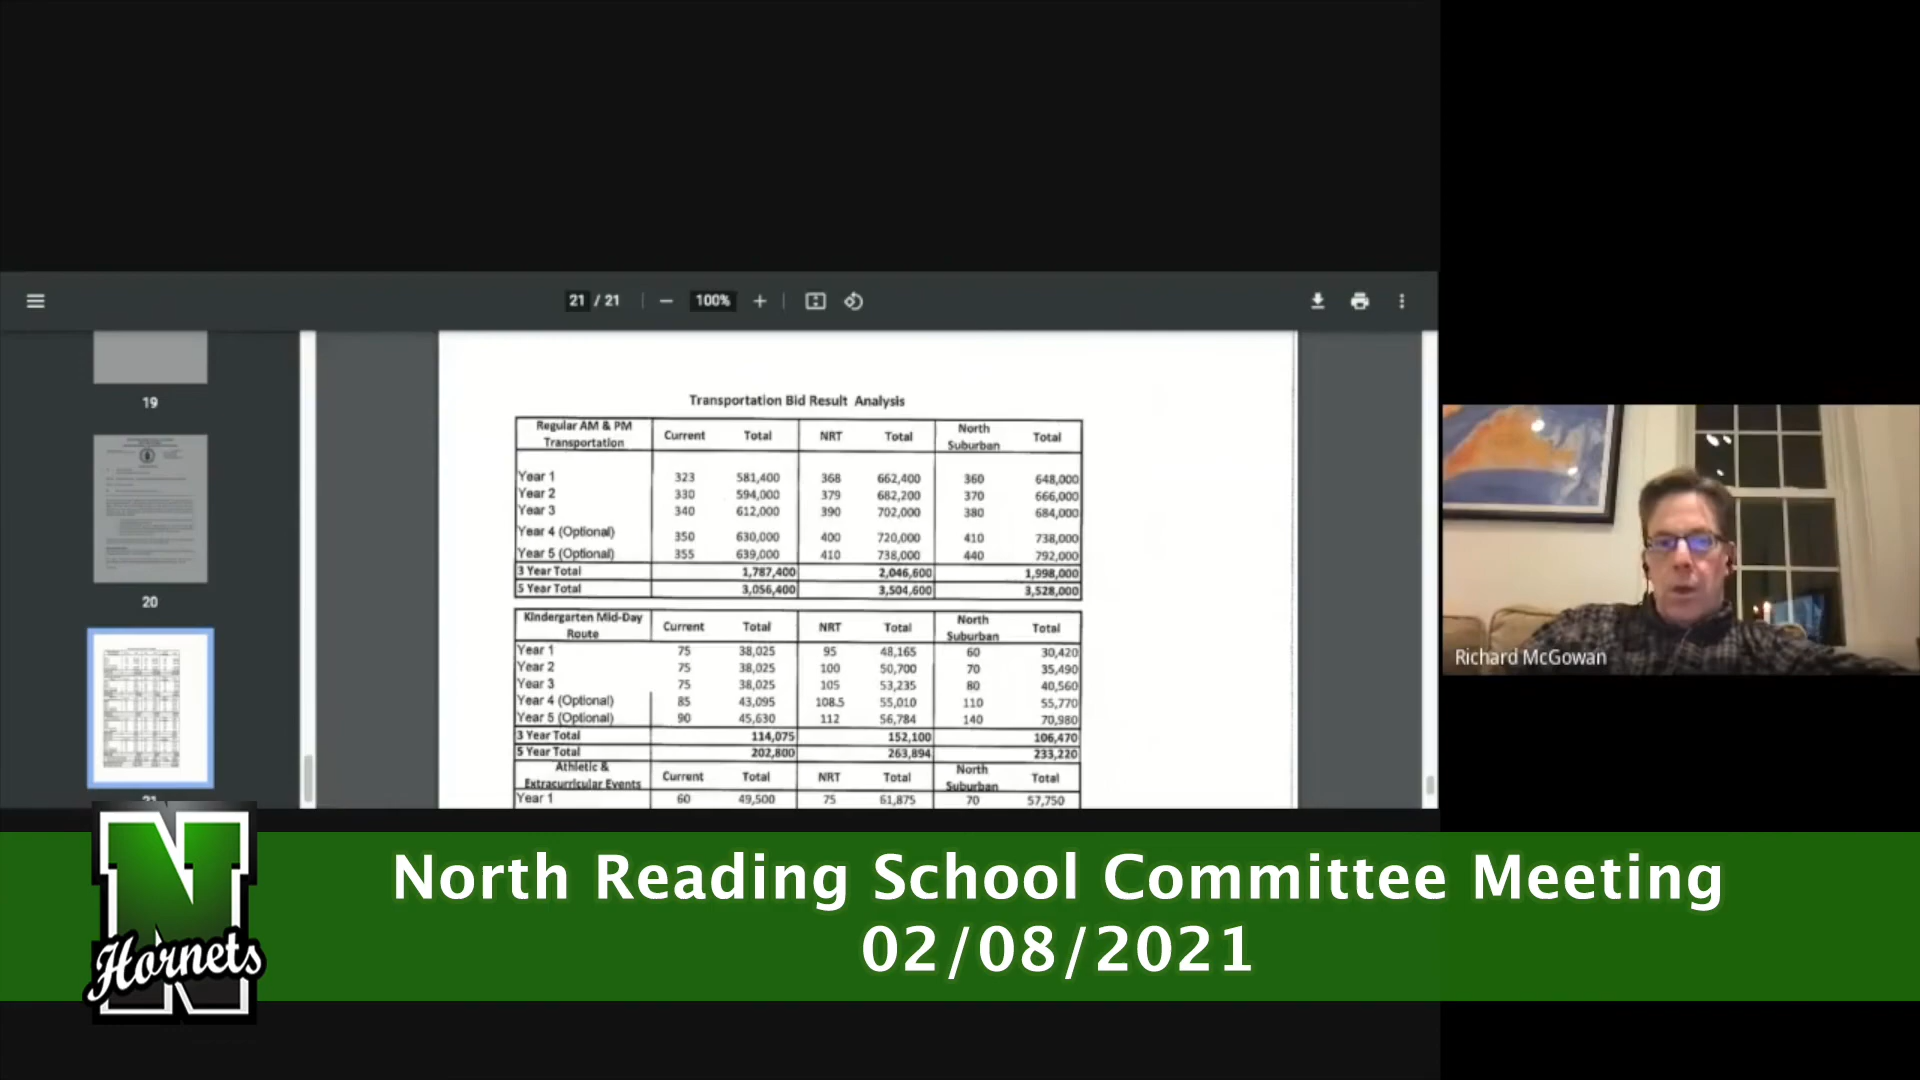 21 / 21
100%
19
20
21
Transportation Bid Result Analysis
Regular AM & PM Transportation Current Total NRT Total North Suburban Total
Year 1 323 581,400 368 662,400 360 648,000
Year 2 330 594,000 379 682,200 370 666,000
Year 3 340 612,000 390 702,000 380 684,000
Year 4 (Optional) 350 630,000 400 720,000 410 738,000
Year 5 (Optional) 355 639,000 410 738,000 440 792,000
3 Year Total 1,787,400 2,046,600 1,998,000
5 Year Total 3,056,400 3,504,600 3,528,000
Kindergarten Mid-Day Route Current Total NRT Total North Suburban Total
Year 1 75 38,025 95 48,165 60 30,420
Year 2 75 38,025 100 50,700 70 35,490
Year 3 75 38,025 105 53,235 80 40,560
Year 4 (Optional) 85 43,095 108.5 55,010 110 55,770
Year 5 (Optional) 90 45,630 112 56,784 140 70,980
3 Year Total 114,075 152,100 106,470
5 Year Total 202,800 263,894 233,220
Athletic & Extracurricular Events Current Total NRT Total North Suburban Total
Year 1 60 49,500 75 61,875 70 57,750
Richard McGowan
N
Hornets
North Reading School Committee Meeting
02/08/2021